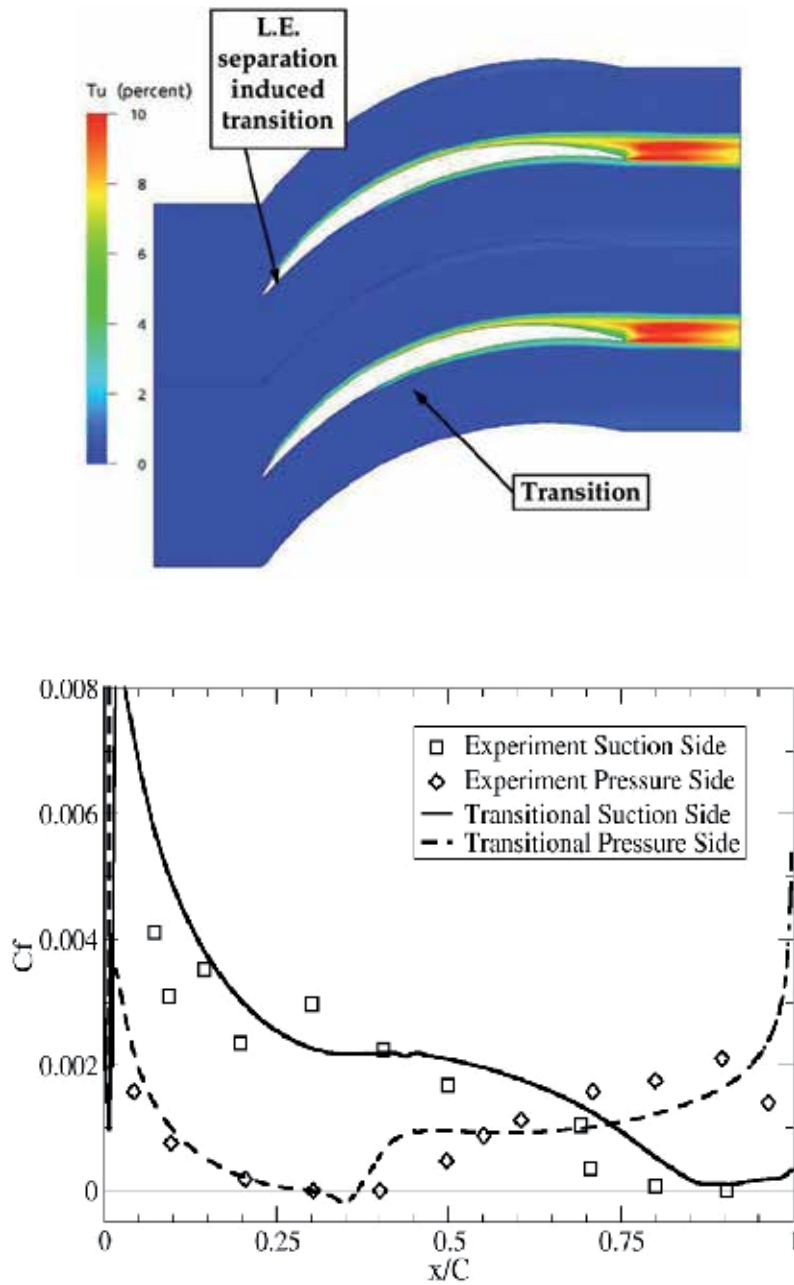 L.E.
separation
induced
transition
Tu (percent)
10
8
6
4
2
0
Transition
0.008
0.006
0.004
0.002
0
Cf
Experiment Suction Side
Experiment Pressure Side
Transitional Suction Side
Transitional Pressure Side
0
0.25
0.5
0.75
1
x/C